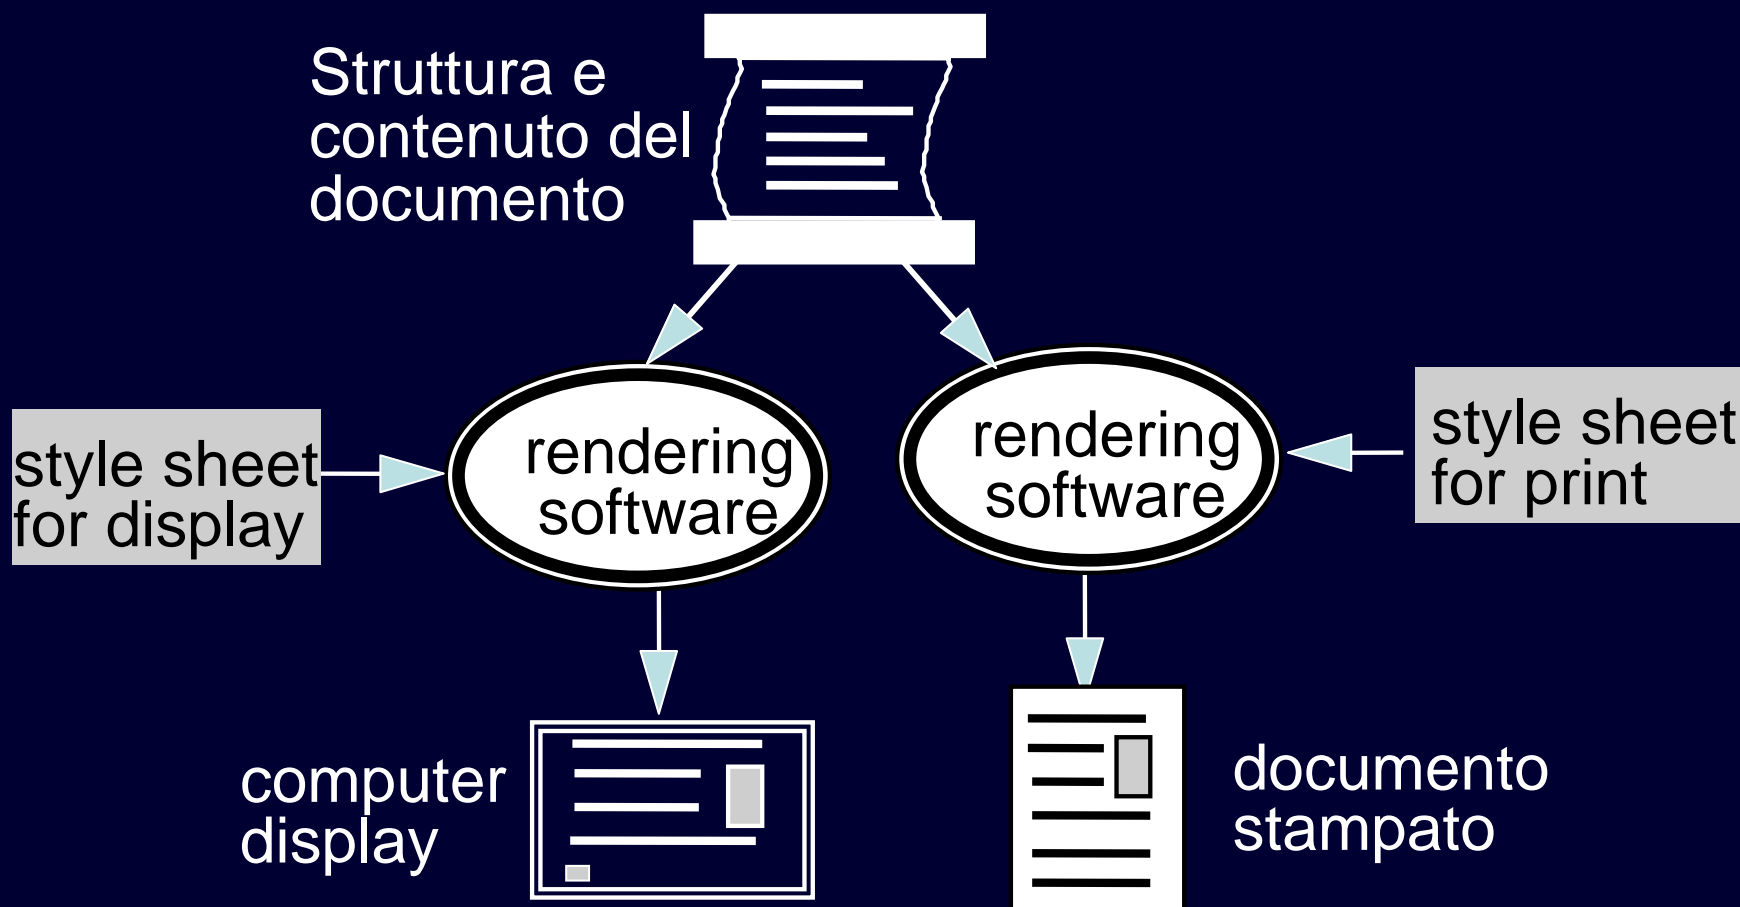 Struttura e
contenuto del
documento
style sheet
for display
rendering
software
rendering
software
style sheet
for print
computer
display
documento
stampato